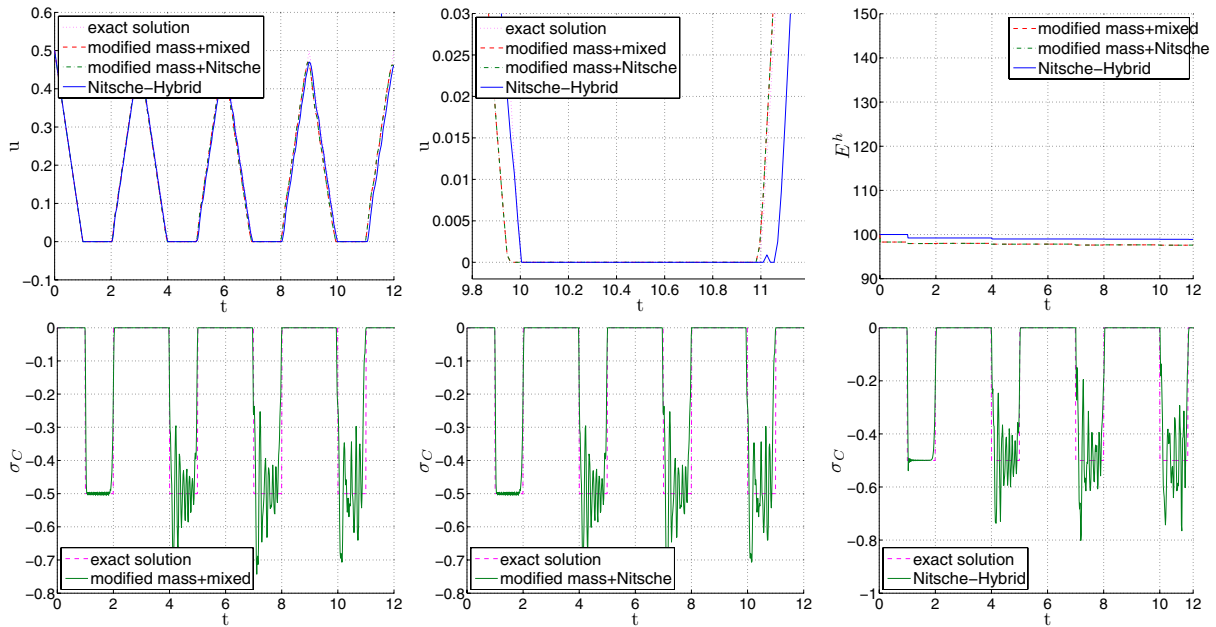 exact solution
modified mass+mixed
modified mass+Nitsche
Nitsche−Hybrid
0.6
0.5
0.4
0.3
0.2
0.1
0
−0.1
u
0 2 4 6 8 10 12
t
exact solution
modified mass+mixed
modified mass+Nitsche
Nitsche−Hybrid
0.03
0.025
0.02
0.015
0.01
0.005
0
u
9.8 10 10.2 10.4 10.6 10.8 11
t
modified mass+mixed
modified mass+Nitsche
Nitsche−Hybrid
150
140
130
120
110
100
90
E^h
0 2 4 6 8 10 12
t
0
−0.1
−0.2
−0.3
−0.4
−0.5
−0.6
−0.7
−0.8
σ_C
exact solution
modified mass+mixed
0 2 4 6 8 10 12
t
0
−0.1
−0.2
−0.3
−0.4
−0.5
−0.6
−0.7
−0.8
σ_C
exact solution
modified mass+Nitsche
0 2 4 6 8 10 12
t
0
−0.2
−0.4
−0.6
−0.8
−1
σ_C
exact solution
Nitsche−Hybrid
0 2 4 6 8 10 12
t